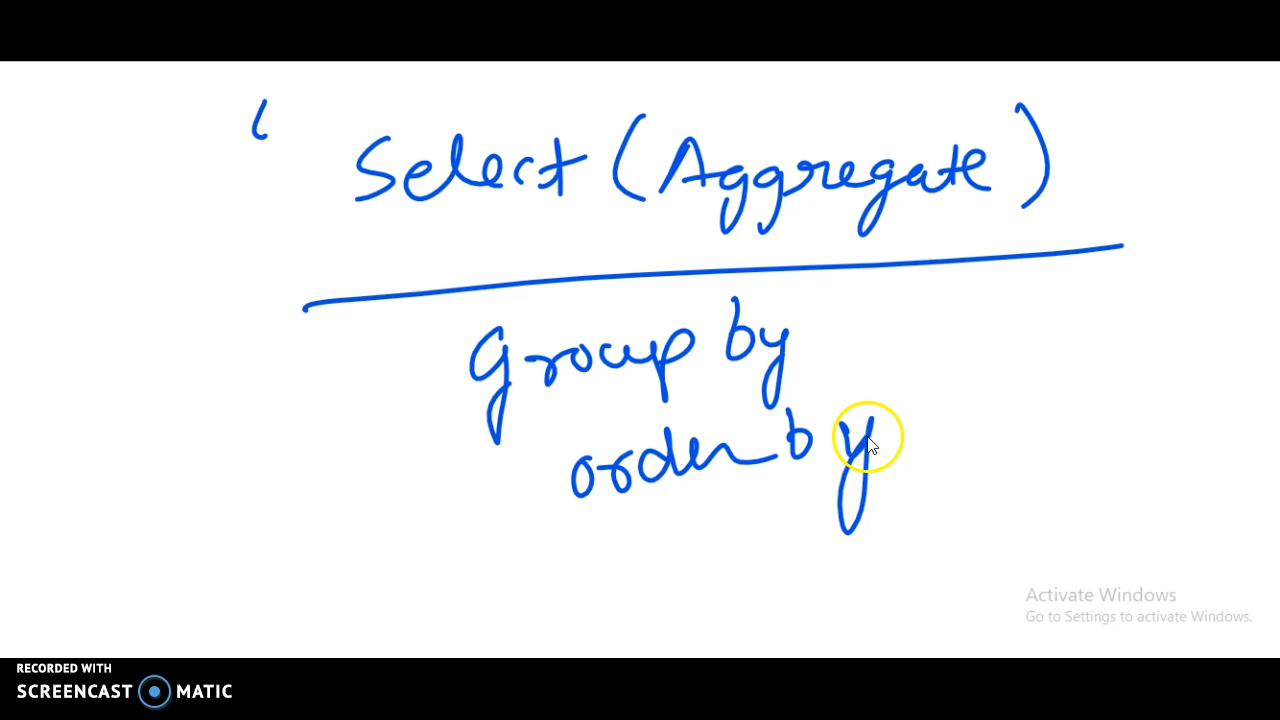 Select (Aggregate)
Group by
order by
Activate Windows
Go to Settings to activate Windows.
RECORDED WITH
SCREENCAST MATIC